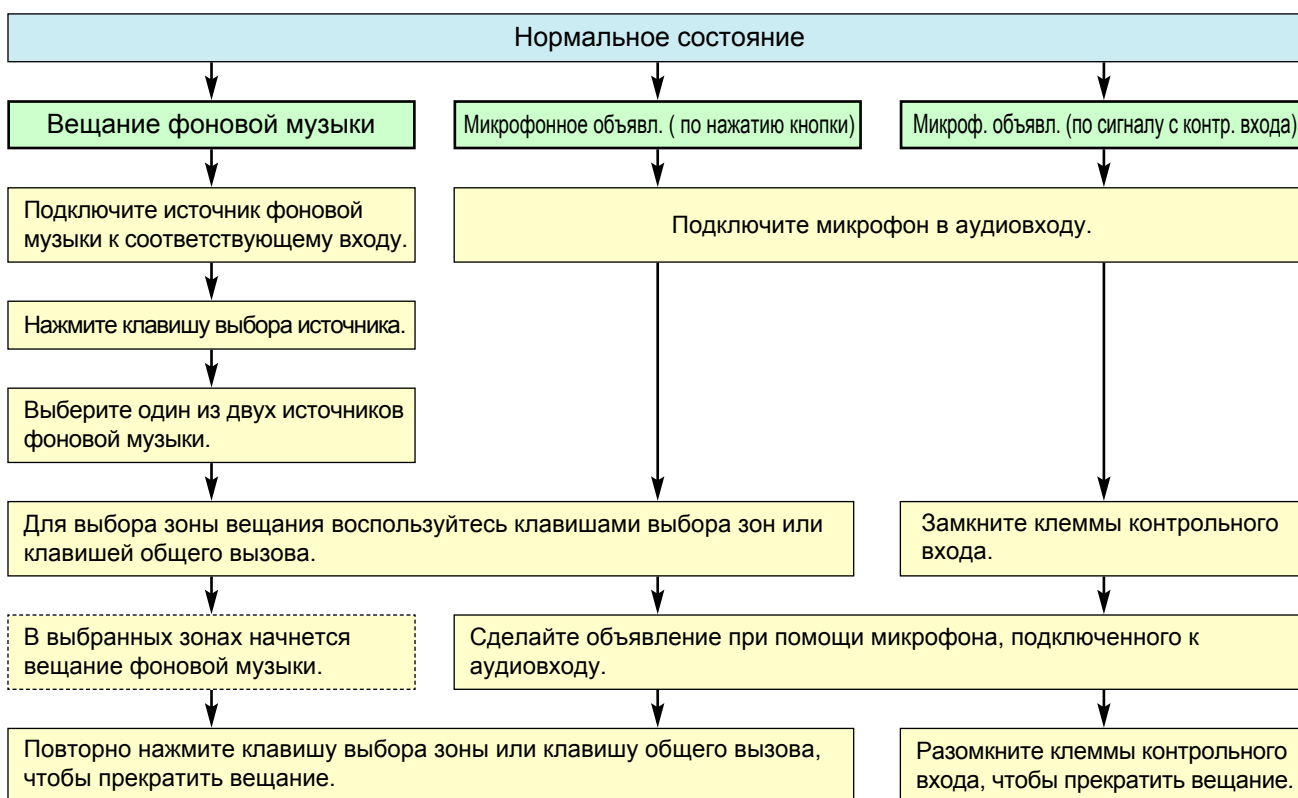 Нормальное состояние
Вещание фоновой музыки
Микрофонное объявл. ( по нажатию кнопки)
Микроф. объявл. (по сигналу с контр. входа)
Подключите источник фоновой
музыки к соответствующему входу.
Подключите микрофон в аудиовходу.
Нажмите клавишу выбора источника.
Выберите один из двух источников
фоновой музыки.
Для выбора зоны вещания воспользуйтесь клавишами выбора зон или
клавишей общего вызова.
Замкните клеммы контрольного
входа.
В выбранных зонах начнется
вещание фоновой музыки.
Сделайте объявление при помощи микрофона, подключенного к
аудиовходу.
Повторно нажмите клавишу выбора зоны или клавишу общего вызова,
чтобы прекратить вещание.
Разомкните клеммы контрольного
входа, чтобы прекратить вещание.